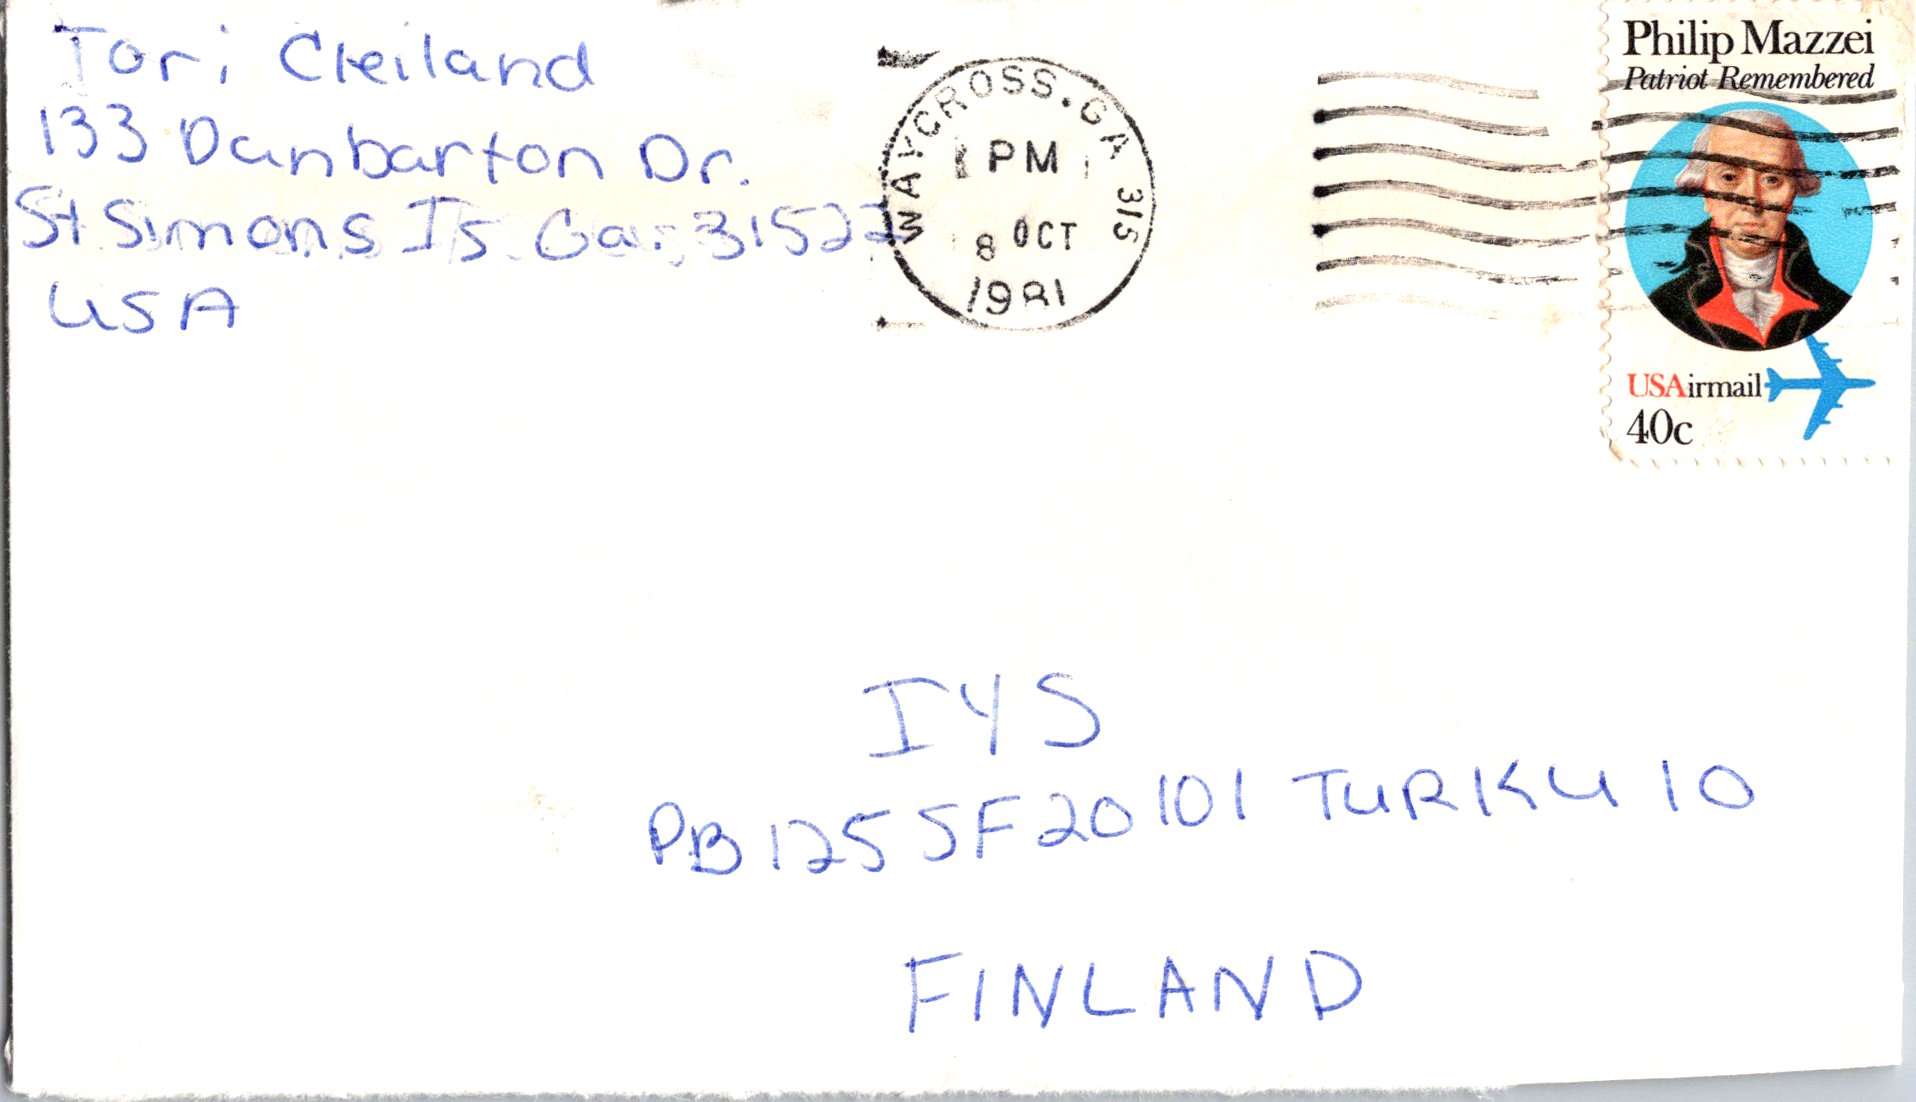 Tori Cleiland
133 Dunbarton Dr.
St Simons Is Ga. 31522
USA
WAYCROSS, GA 315
PM
8 OCT
1981
Philip Mazzei
Patriot Remembered
USAirmail
40c
IYS
PB 125 SF 20101 TURKU 10
FINLAND